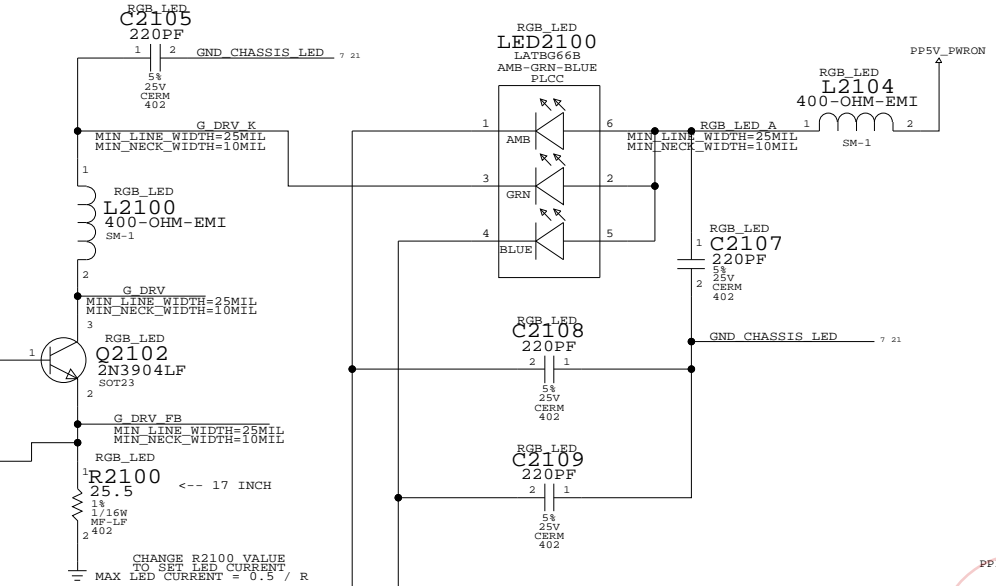 RGB_LED
C2105
220PF
1 2 GND_CHASSIS_LED 7 21
5%
25V
CERM
402
G_DRV_K
MIN_LINE_WIDTH=25MIL
MIN_NECK_WIDTH=10MIL
1
RGB_LED
L2100
400-OHM-EMI
SM-1
2
G_DRV
MIN_LINE_WIDTH=25MIL
MIN_NECK_WIDTH=10MIL
3
RGB_LED
1 Q2102
2N3904LF
SOT23
2
G_DRV_FB
MIN_LINE_WIDTH=25MIL
MIN_NECK_WIDTH=10MIL
RGB_LED
1 R2100
25.5 <-- 17 INCH
1%
1/16W
MF-LF
402
2
CHANGE R2100 VALUE
TO SET LED CURRENT
MAX LED CURRENT = 0.5 / R
RGB_LED
LED2100
LATBG66B
AMB-GRN-BLUE
PLCC
1 6
AMB
3 2
GRN
4 5
BLUE
RGB_LED_A
MIN_LINE_WIDTH=25MIL
MIN_NECK_WIDTH=10MIL
PP5V_PWRON
RGB_LED
L2104
400-OHM-EMI
1 2
SM-1
RGB_LED
1 C2107
220PF
5%
25V
2 CERM
402
GND_CHASSIS_LED 7 21
RGB_LED
C2108
220PF
2 1
5%
25V
CERM
402
RGB_LED
C2109
220PF
2 1
5%
25V
CERM
402
PP